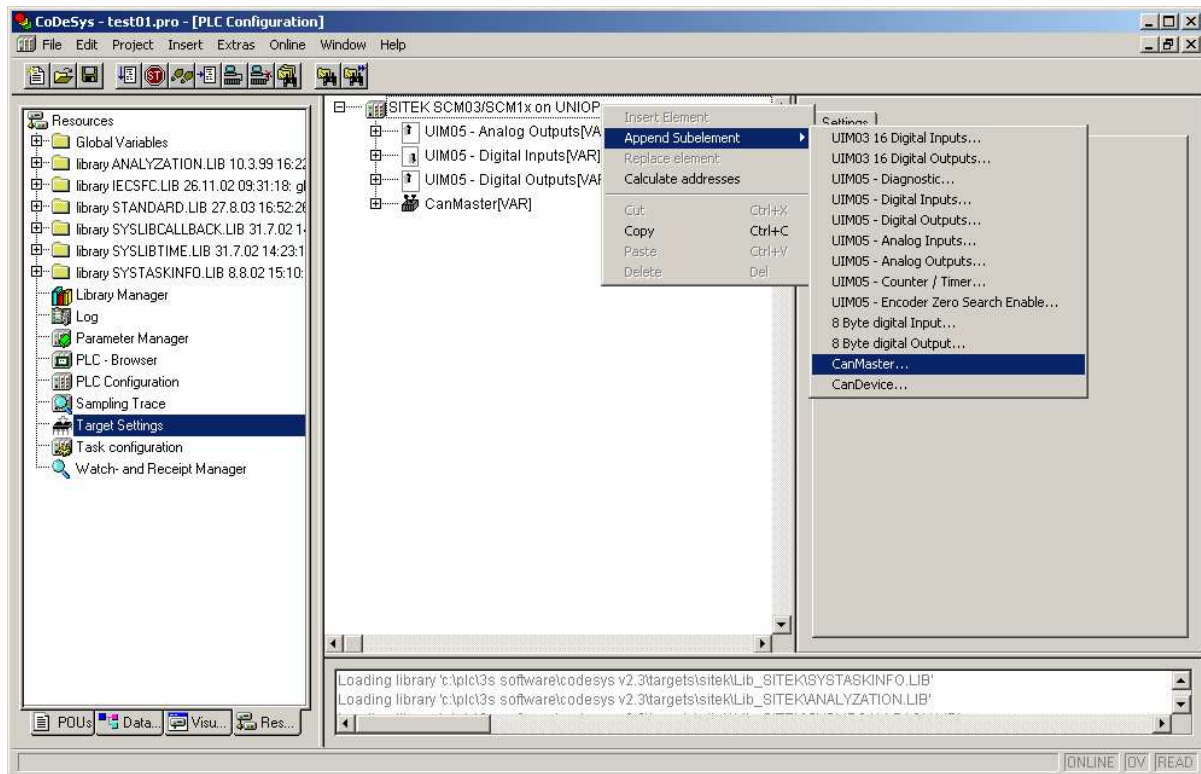 CoDeSys - test01.pro - [PLC Configuration]
File Edit Project Insert Extras Online Window Help
Resources
Global Variables
library ANALYZATION.LIB 10.3.99 16:22
library IECSFC.LIB 26.11.02 09:31:18: gl
library STANDARD.LIB 27.8.03 16:52:26
library SYSLIBCALLBACK.LIB 31.7.02 1
library SYSLIBTIME.LIB 31.7.02 14:23:1
library SYSTASKINFO.LIB 8.8.02 15:10:
Library Manager
Log
Parameter Manager
PLC - Browser
PLC Configuration
Sampling Trace
Target Settings
Task configuration
Watch- and Receipt Manager
POUs Data... Visu... Res...
SITEK SCM03/SCM1x on UNIOP
UIM05 - Analog Outputs[VA
UIM05 - Digital Inputs[VAR]
UIM05 - Digital Outputs[VAR
CanMaster[VAR]
Insert Element
Append Subelement
Replace element
Calculate addresses
Cut Ctrl+X
Copy Ctrl+C
Paste Ctrl+V
Delete Del
Settings
UIM03 16 Digital Inputs...
UIM03 16 Digital Outputs...
UIM05 - Diagnostic...
UIM05 - Digital Inputs...
UIM05 - Digital Outputs...
UIM05 - Analog Inputs...
UIM05 - Analog Outputs...
UIM05 - Counter / Timer...
UIM05 - Encoder Zero Search Enable...
8 Byte digital Input...
8 Byte digital Output...
CanMaster...
CanDevice...
Loading library 'c:\plc\3s software\codesys v2.3\targets\sitek\Lib_SITEK\SYSTASKINFO.LIB'
Loading library 'c:\plc\3s software\codesys v2.3\targets\sitek\Lib_SITEK\ANALYZATION.LIB'
ONLINE OV READ